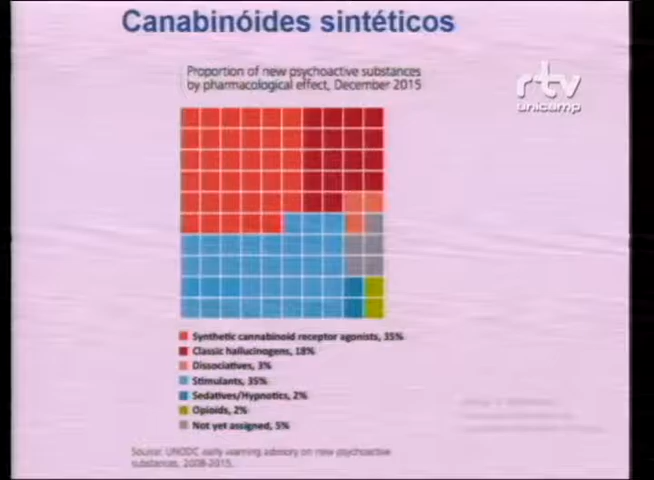 Canabinóides sintéticos
Proportion of new psychoactive substances
by pharmacological effect, December 2015
rtv
unicamp
Synthetic cannabinoid receptor agonists, 35%
Classic hallucinogens, 18%
Dissociatives, 3%
Stimulants, 35%
Sedatives/Hypnotics, 2%
Opioids, 2%
Not yet assigned, 5%
Source: UNODC early warning advisory on new psychoactive
substances, 2008-2015.